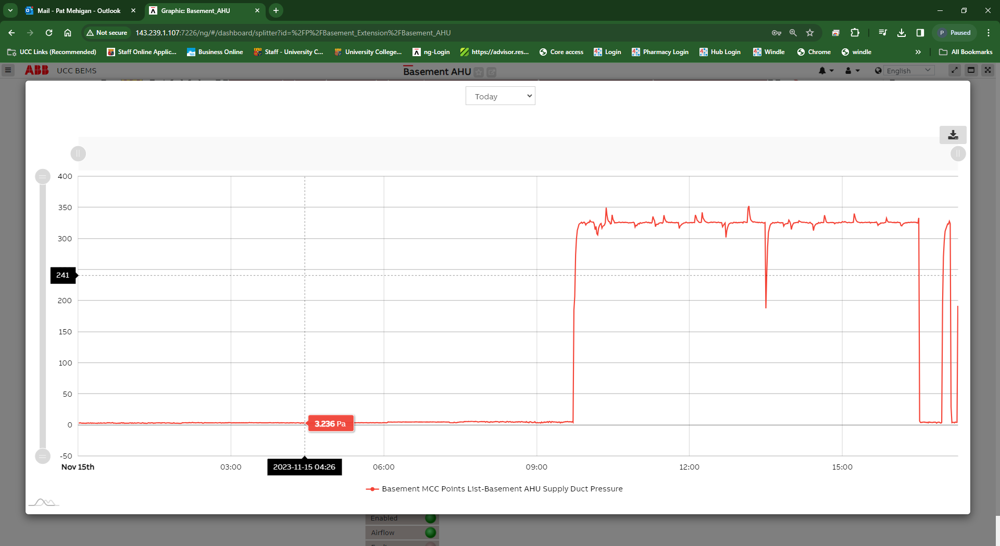 Mail - Pat Mehigan - Outlook
Graphic: Basement_AHU
Not secure
143.239.1.107:7226/ng/#/dashboard/splitter?id=%2FP%2FBasement_Extension%2FBasement_AHU
P Paused
UCC Links (Recommended)
Staff Online Applic...
Business Online
Staff - University C...
University College...
ng-Login
https://advisor.res...
Core access
Login
Pharmacy Login
Hub Login
Windle
Chrome
windle
All Bookmarks
ABB UCC BEMS
Basement AHU
English
Today
400
350
300
241
200
150
100
50
0
-50
3.236 Pa
Nov 15th
03:00
2023-11-15 04:26
06:00
09:00
12:00
15:00
Basement MCC Points List-Basement AHU Supply Duct Pressure
Enabled
Airflow